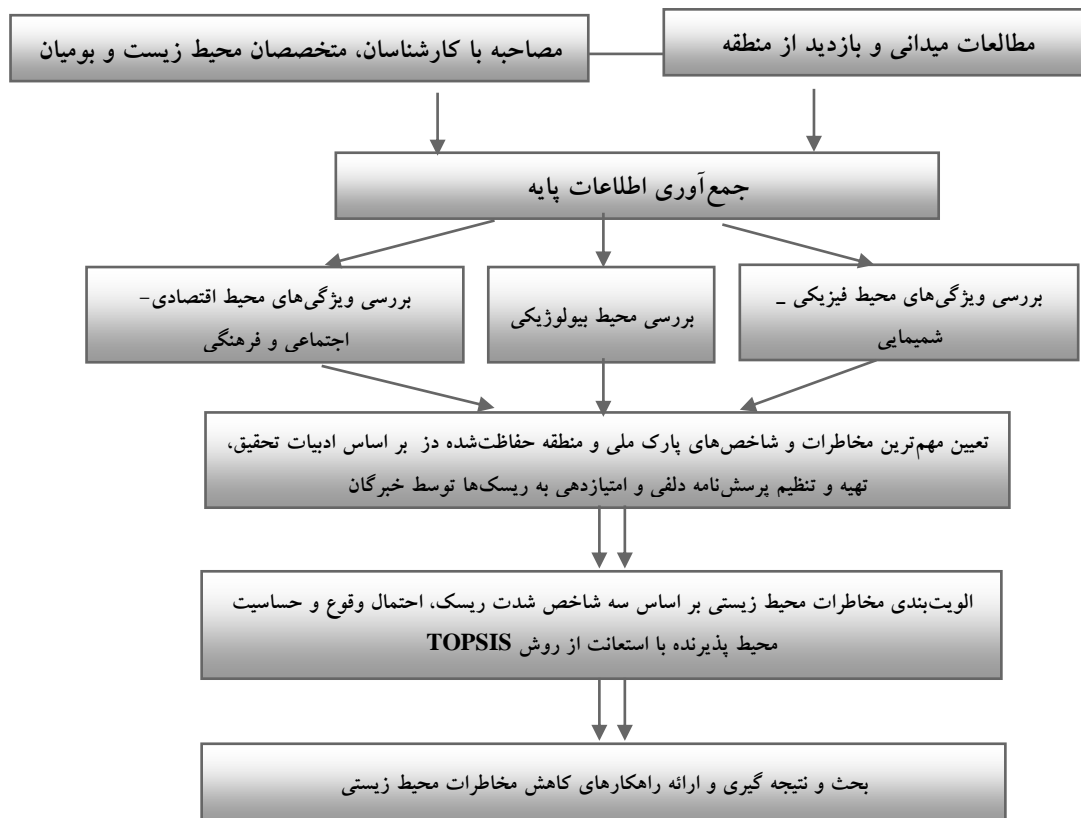 مطالعات میدانی و بازدید از منطقه
مصاحبه با کارشناسان، متخصصان محیط زیست و بومیان
جمع‌آوری اطلاعات پایه
بررسی ویژگی‌های محیط فیزیکی –
شمیمایی
بررسی محیط بیولوژیکی
بررسی ویژگی‌های محیط اقتصادی-
اجتماعی و فرهنگی
تعیین مهم‌ترین مخاطرات و شاخص‌های پارک ملی و منطقه حفاظت‌شده دز بر اساس ادبیات تحقیق،
تهیه و تنظیم پرسش‌نامه دلفی و امتیازدهی به ریسک‌ها توسط خبرگان
الویت‌بندی مخاطرات محیط زیستی بر اساس سه شاخص شدت ریسک، احتمال وقوع و حساسیت
محیط پذیرنده با استعانت از روش TOPSIS
بحث و نتیجه گیری و ارائه راهکارهای کاهش مخاطرات محیط زیستی